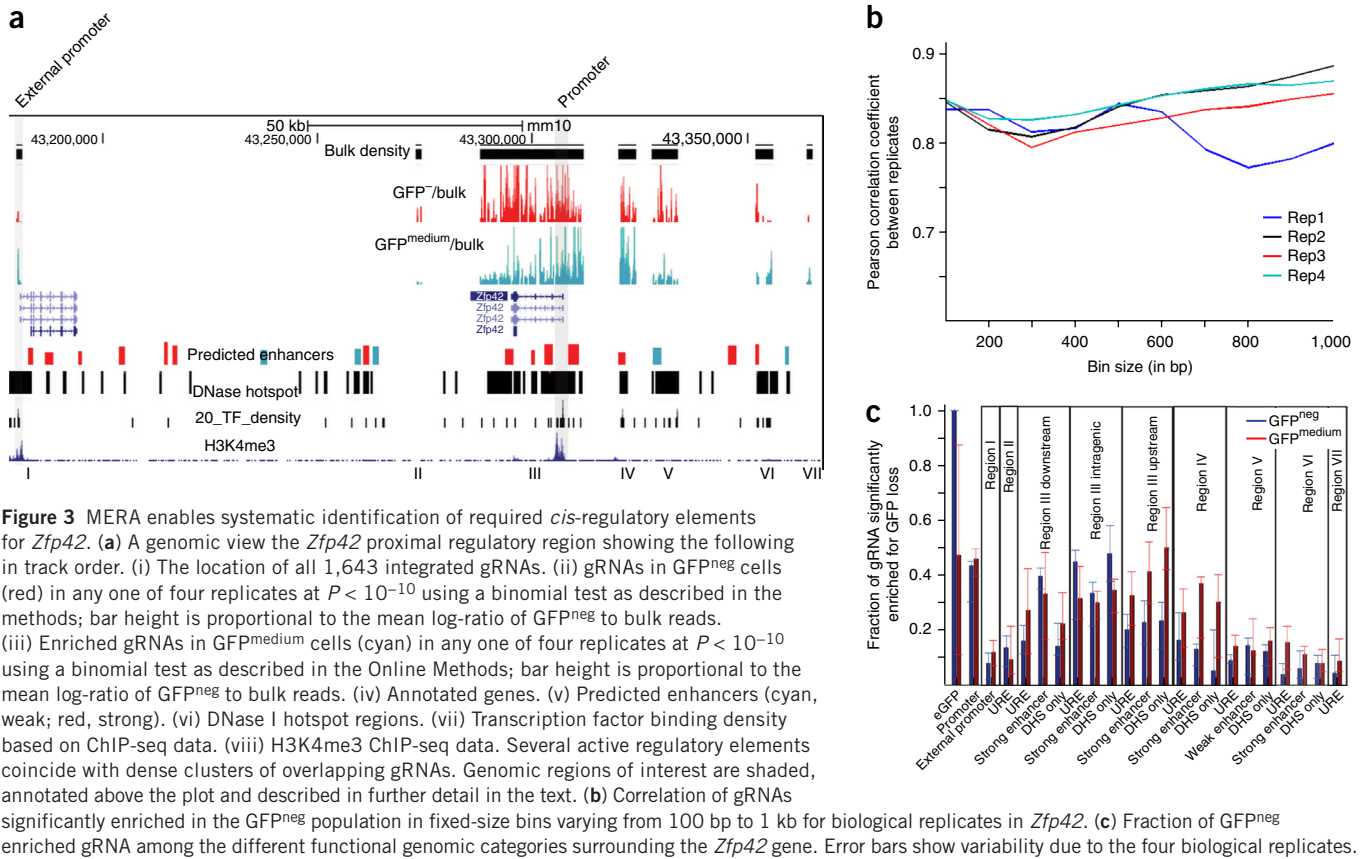 a
External promoter
Promoter
50 kb
mm10
43,200,000
43,250,000
43,300,000
43,350,000
Bulk density
GFP⁻/bulk
GFPmedium/bulk
Zfp42
Zfp42
Zfp42
Zfp42
Predicted enhancers
DNase hotspot
20_TF_density
H3K4me3
I II III IV V VI VII
b
Pearson correlation coefficient
between replicates
0.9
0.8
0.7
Rep1
Rep2
Rep3
Rep4
200 400 600 800 1,000
Bin size (in bp)
c
Fraction of gRNA significantly
enriched for GFP loss
1.0
0.8
0.6
0.4
0.2
GFPneg
GFPmedium
Region I
Region II
Region III downstream
Region III intragenic
Region III upstream
Region IV
Region V
Region VI
Region VII
eGFP
Promoter
External promoter
URE
URE
Strong enhancer
DHS only
URE
Strong enhancer
DHS only
URE
Strong enhancer
DHS only
URE
Strong enhancer
DHS only
URE
Weak enhancer
DHS only
URE
Strong enhancer
DHS only
URE
Figure 3 MERA enables systematic identification of required cis-regulatory elements
for Zfp42. (a) A genomic view the Zfp42 proximal regulatory region showing the following
in track order. (i) The location of all 1,643 integrated gRNAs. (ii) gRNAs in GFPneg cells
(red) in any one of four replicates at P < 10−10 using a binomial test as described in the
methods; bar height is proportional to the mean log-ratio of GFPneg to bulk reads.
(iii) Enriched gRNAs in GFPmedium cells (cyan) in any one of four replicates at P < 10−10
using a binomial test as described in the Online Methods; bar height is proportional to the
mean log-ratio of GFPneg to bulk reads. (iv) Annotated genes. (v) Predicted enhancers (cyan,
weak; red, strong). (vi) DNase I hotspot regions. (vii) Transcription factor binding density
based on ChIP-seq data. (viii) H3K4me3 ChIP-seq data. Several active regulatory elements
coincide with dense clusters of overlapping gRNAs. Genomic regions of interest are shaded,
annotated above the plot and described in further detail in the text. (b) Correlation of gRNAs
significantly enriched in the GFPneg population in fixed-size bins varying from 100 bp to 1 kb for biological replicates in Zfp42. (c) Fraction of GFPneg
enriched gRNA among the different functional genomic categories surrounding the Zfp42 gene. Error bars show variability due to the four biological replicates.